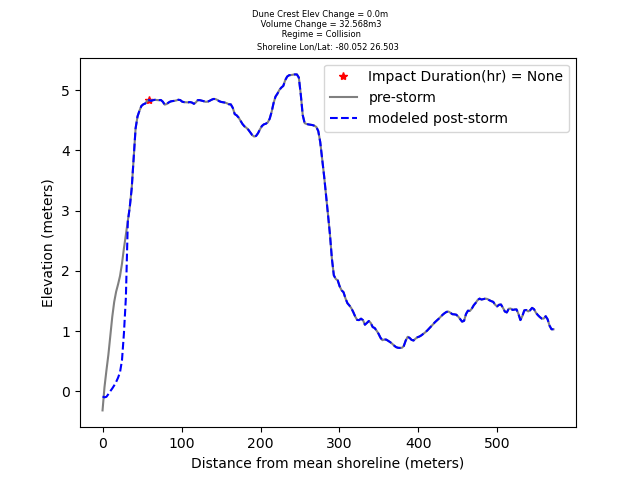 Dune Crest Elev Change = 0.0m
Volume Change = 32.568m3
Regime = Collision
Shoreline Lon/Lat: -80.052 26.503
Impact Duration(hr) = None
pre-storm
modeled post-storm
Elevation (meters)
5
4
3
2
1
0
0 100 200 300 400 500
Distance from mean shoreline (meters)